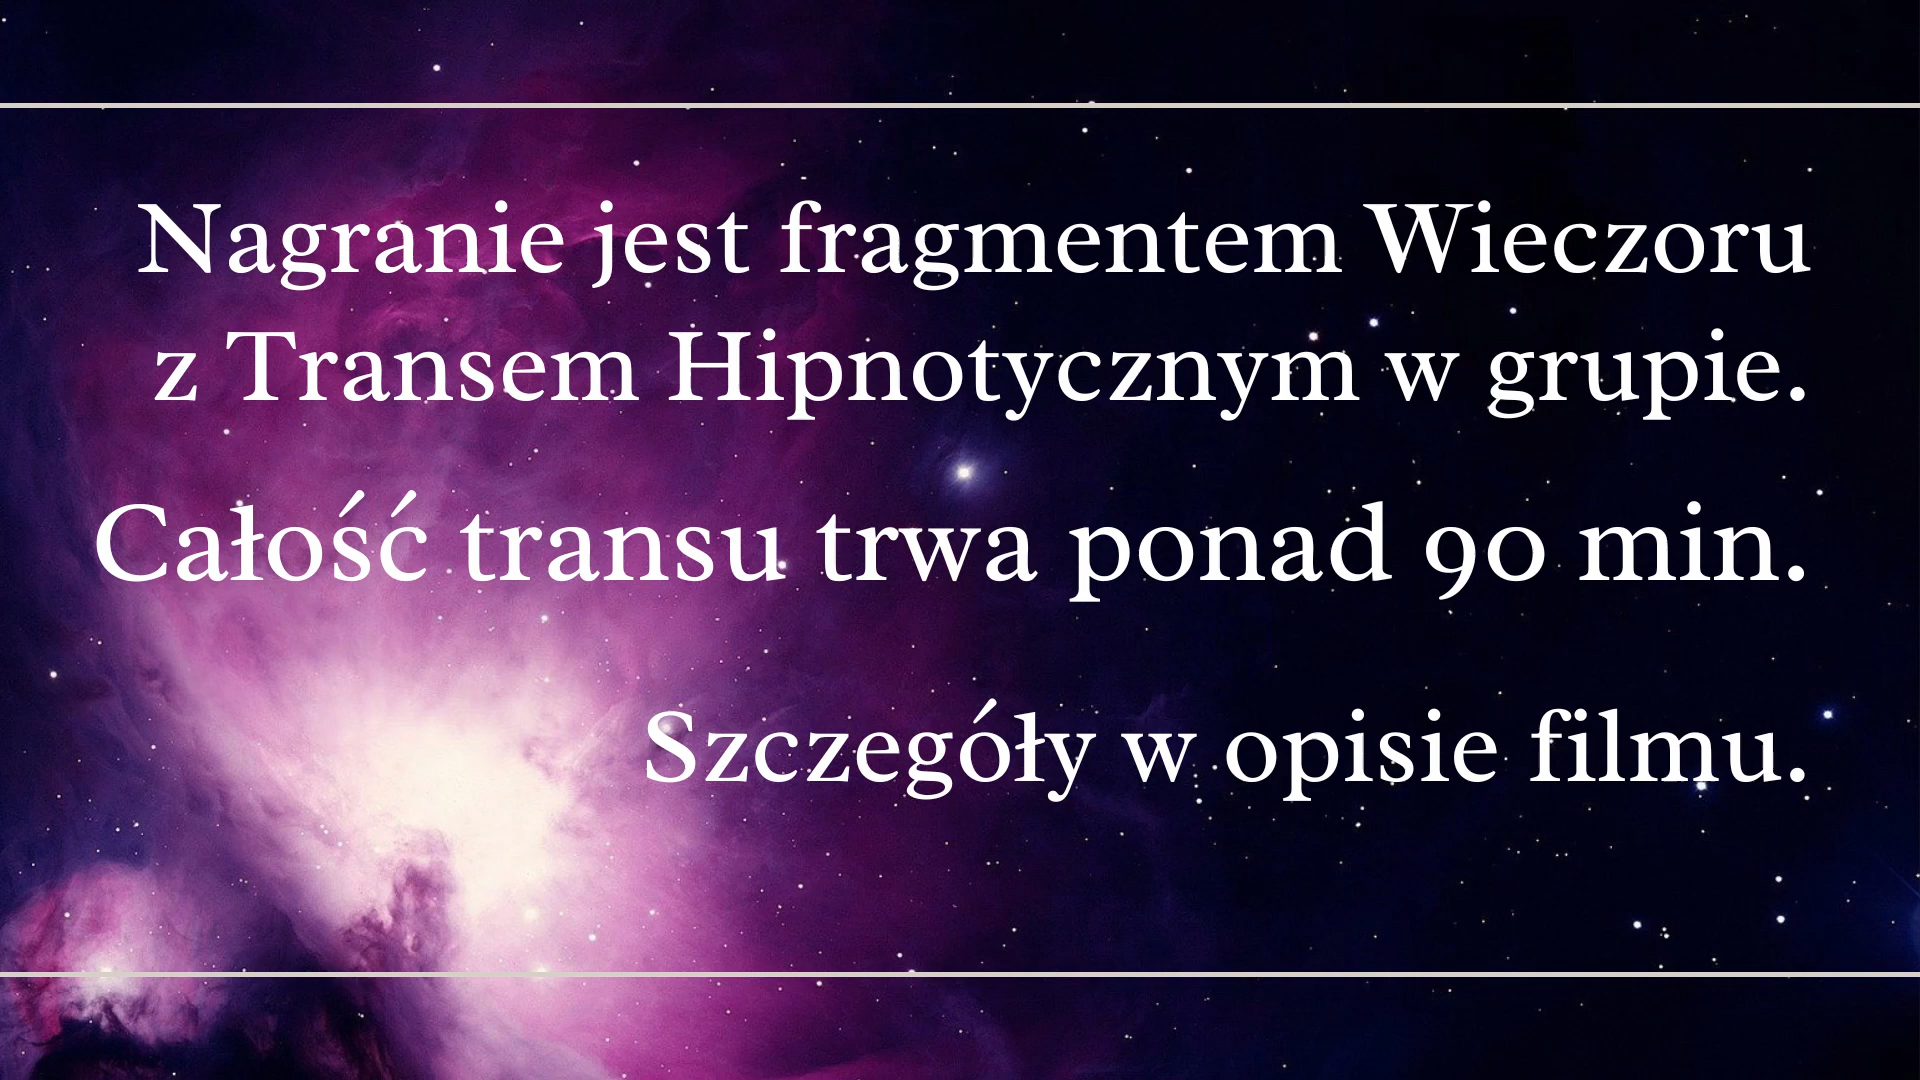 Nagranie jest fragmentem Wieczoru
z Transem Hipnotycznym w grupie.
Całość transu trwa ponad 90 min.
Szczegóły w opisie filmu.